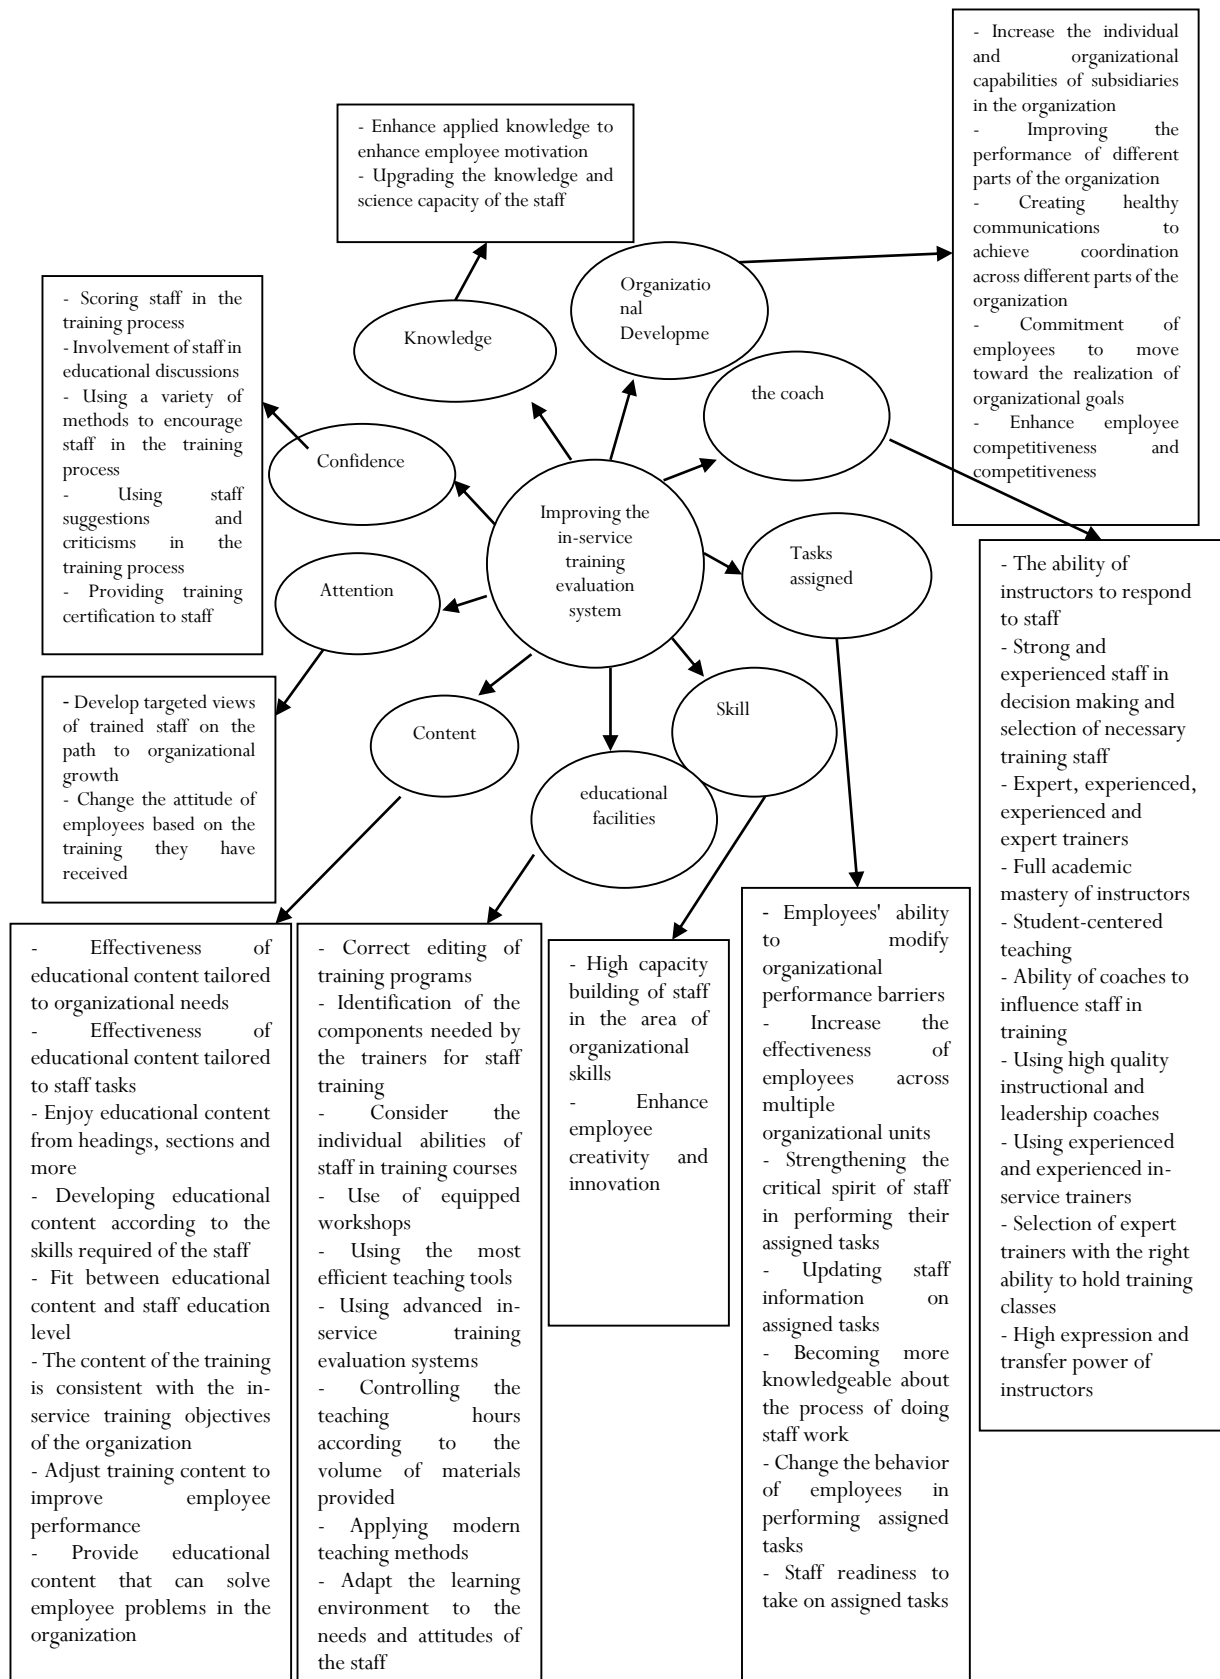 - Increase the individual
and organizational
capabilities of subsidiaries
in the organization
- Improving the
performance of different
parts of the organization
- Creating healthy
communications to
achieve coordination
across different parts of the
organization
- Commitment of
employees to move
toward the realization of
organizational goals
- Enhance employee
competitiveness and
competitiveness
- Enhance applied knowledge to
enhance employee motivation
- Upgrading the knowledge and
science capacity of the staff
Organizatio
nal
Developme
Knowledge
- Scoring staff in the
training process
- Involvement of staff in
educational discussions
- Using a variety of
methods to encourage
staff in the training
process
- Using staff
suggestions and
criticisms in the
training process
- Providing training
certification to staff
the coach
Confidence
Improving the
in-service
training
evaluation
system
Tasks
assigned
Attention
- The ability of
instructors to respond
to staff
- Strong and
experienced staff in
decision making and
selection of necessary
training staff
- Expert, experienced,
experienced and
expert trainers
- Full academic
mastery of instructors
- Student-centered
teaching
- Ability of coaches to
influence staff in
training
- Using high quality
instructional and
leadership coaches
- Using experienced
and experienced in-
service trainers
- Selection of expert
trainers with the right
ability to hold training
classes
- High expression and
transfer power of
instructors
- Develop targeted views
of trained staff on the
path to organizational
growth
- Change the attitude of
employees based on the
training they have
received
Content
Skill
educational
facilities
- Effectiveness of
educational content tailored
to organizational needs
- Effectiveness of
educational content tailored
to staff tasks
- Enjoy educational content
from headings, sections and
more
- Developing educational
content according to the
skills required of the staff
- Fit between educational
content and staff education
level
- The content of the training
is consistent with the in-
service training objectives
of the organization
- Adjust training content to
improve employee
performance
- Provide educational
content that can solve
employee problems in the
organization
- Correct editing of
training programs
- Identification of the
components needed by
the trainers for staff
training
- Consider the
individual abilities of
staff in training courses
- Use of equipped
workshops
- Using the most
efficient teaching tools
- Using advanced in-
service training
evaluation systems
- Controlling the
teaching hours
according to the
volume of materials
provided
- Applying modern
teaching methods
- Adapt the learning
environment to the
needs and attitudes of
the staff
- High capacity
building of staff
in the area of
organizational
skills
- Enhance
employee
creativity and
innovation
- Employees' ability
to modify
organizational
performance barriers
- Increase the
effectiveness of
employees across
multiple
organizational units
- Strengthening the
critical spirit of staff
in performing their
assigned tasks
- Updating staff
information on
assigned tasks
- Becoming more
knowledgeable about
the process of doing
staff work
- Change the behavior
of employees in
performing assigned
tasks
- Staff readiness to
take on assigned tasks